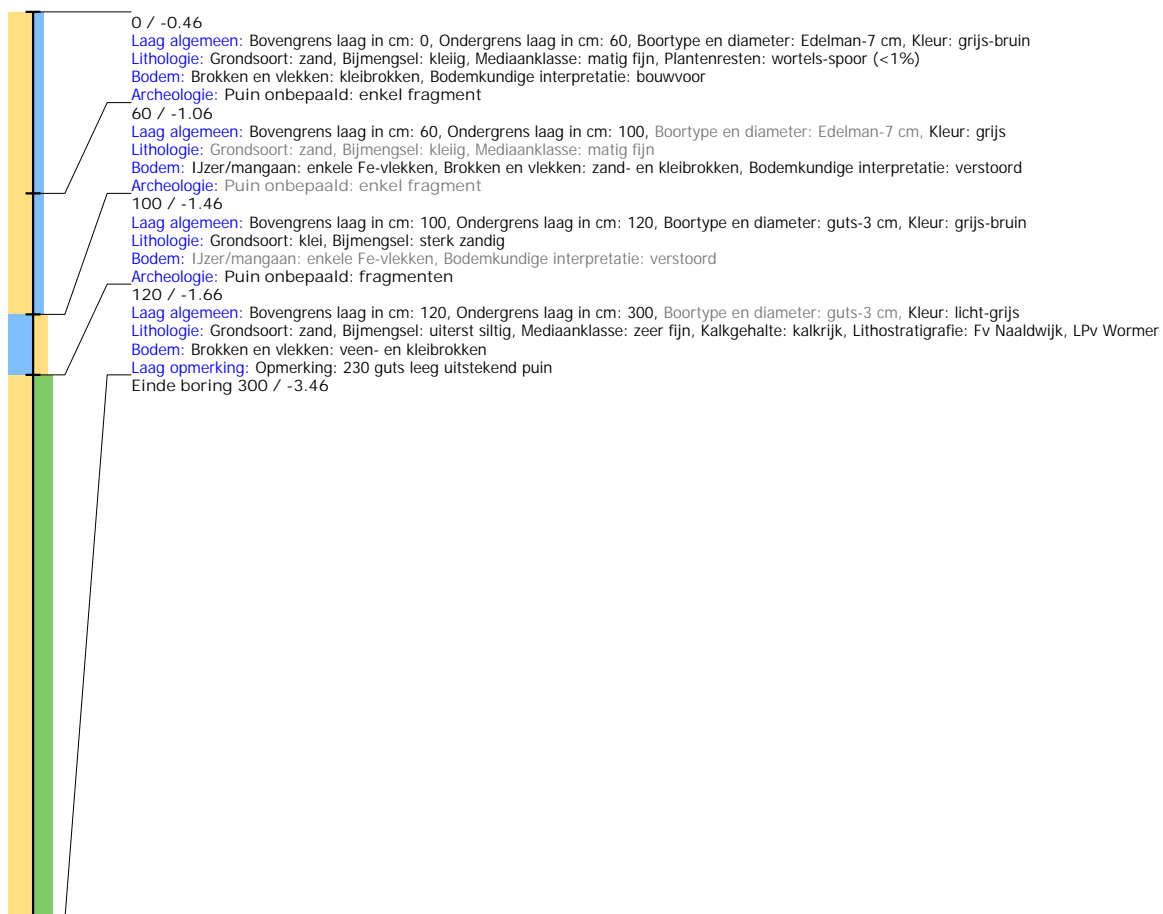 0 / -0.46
Laag algemeen: Bovengrens laag in cm: 0, Ondergrens laag in cm: 60, Boortype en diameter: Edelman-7 cm, Kleur: grijs-bruin
Lithologie: Grondsoort: zand, Bijmengsel: kleiig, Mediaanklasse: matig fijn, Plantenresten: wortels-spoor (<1%)
Bodem: Brokken en vlekken: kleibrokken, Bodemkundige interpretatie: bouwvoor
Archeologie: Puin onbepaald: enkel fragment
60 / -1.06
Laag algemeen: Bovengrens laag in cm: 60, Ondergrens laag in cm: 100, Boortype en diameter: Edelman-7 cm, Kleur: grijs
Lithologie: Grondsoort: zand, Bijmengsel: kleiig, Mediaanklasse: matig fijn
Bodem: IJzer/mangaan: enkele Fe-vlekken, Brokken en vlekken: zand- en kleibrokken, Bodemkundige interpretatie: verstoord
Archeologie: Puin onbepaald: enkel fragment
100 / -1.46
Laag algemeen: Bovengrens laag in cm: 100, Ondergrens laag in cm: 120, Boortype en diameter: guts-3 cm, Kleur: grijs-bruin
Lithologie: Grondsoort: klei, Bijmengsel: sterk zandig
Bodem: IJzer/mangaan: enkele Fe-vlekken, Bodemkundige interpretatie: verstoord
Archeologie: Puin onbepaald: fragmenten
120 / -1.66
Laag algemeen: Bovengrens laag in cm: 120, Ondergrens laag in cm: 300, Boortype en diameter: guts-3 cm, Kleur: licht-grijs
Lithologie: Grondsoort: zand, Bijmengsel: uiterst siltig, Mediaanklasse: zeer fijn, Kalkgehalte: kalkrijk, Lithostratigrafie: Fv Naaldwijk, LPv Wormer
Bodem: Brokken en vlekken: veen- en kleibrokken
Laag opmerking: Opmerking: 230 guts leeg uitstekend puin
Einde boring 300 / -3.46